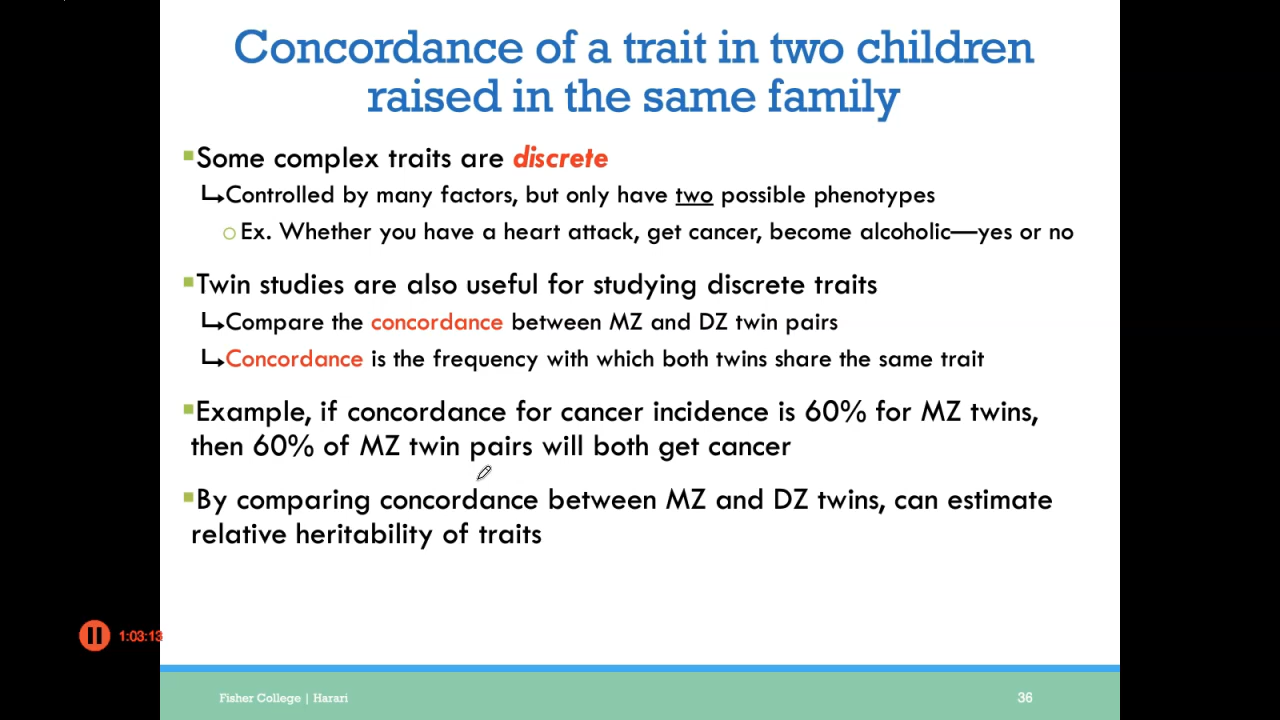 Concordance of a trait in two children
raised in the same family
Some complex traits are discrete
Controlled by many factors, but only have two possible phenotypes
Ex. Whether you have a heart attack, get cancer, become alcoholic—yes or no
Twin studies are also useful for studying discrete traits
Compare the concordance between MZ and DZ twin pairs
Concordance is the frequency with which both twins share the same trait
Example, if concordance for cancer incidence is 60% for MZ twins,
then 60% of MZ twin pairs will both get cancer
By comparing concordance between MZ and DZ twins, can estimate
relative heritability of traits
1:03:13
Fisher College | Harari
36